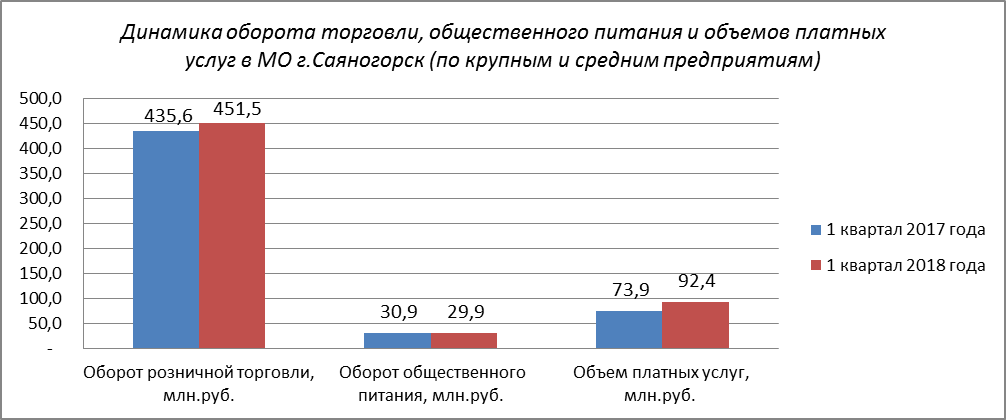 Динамика оборота торговли, общественного питания и объемов платных
услуг в МО г.Саяногорск (по крупным и средним предприятиям)
500,0
450,0
400,0
350,0
300,0
250,0
200,0
150,0
100,0
50,0
-
435,6
451,5
30,9
29,9
73,9
92,4
Оборот розничной торговли,
млн.руб.
Оборот общественного
питания, млн.руб.
Объем платных услуг,
млн.руб.
1 квартал 2017 года
1 квартал 2018 года